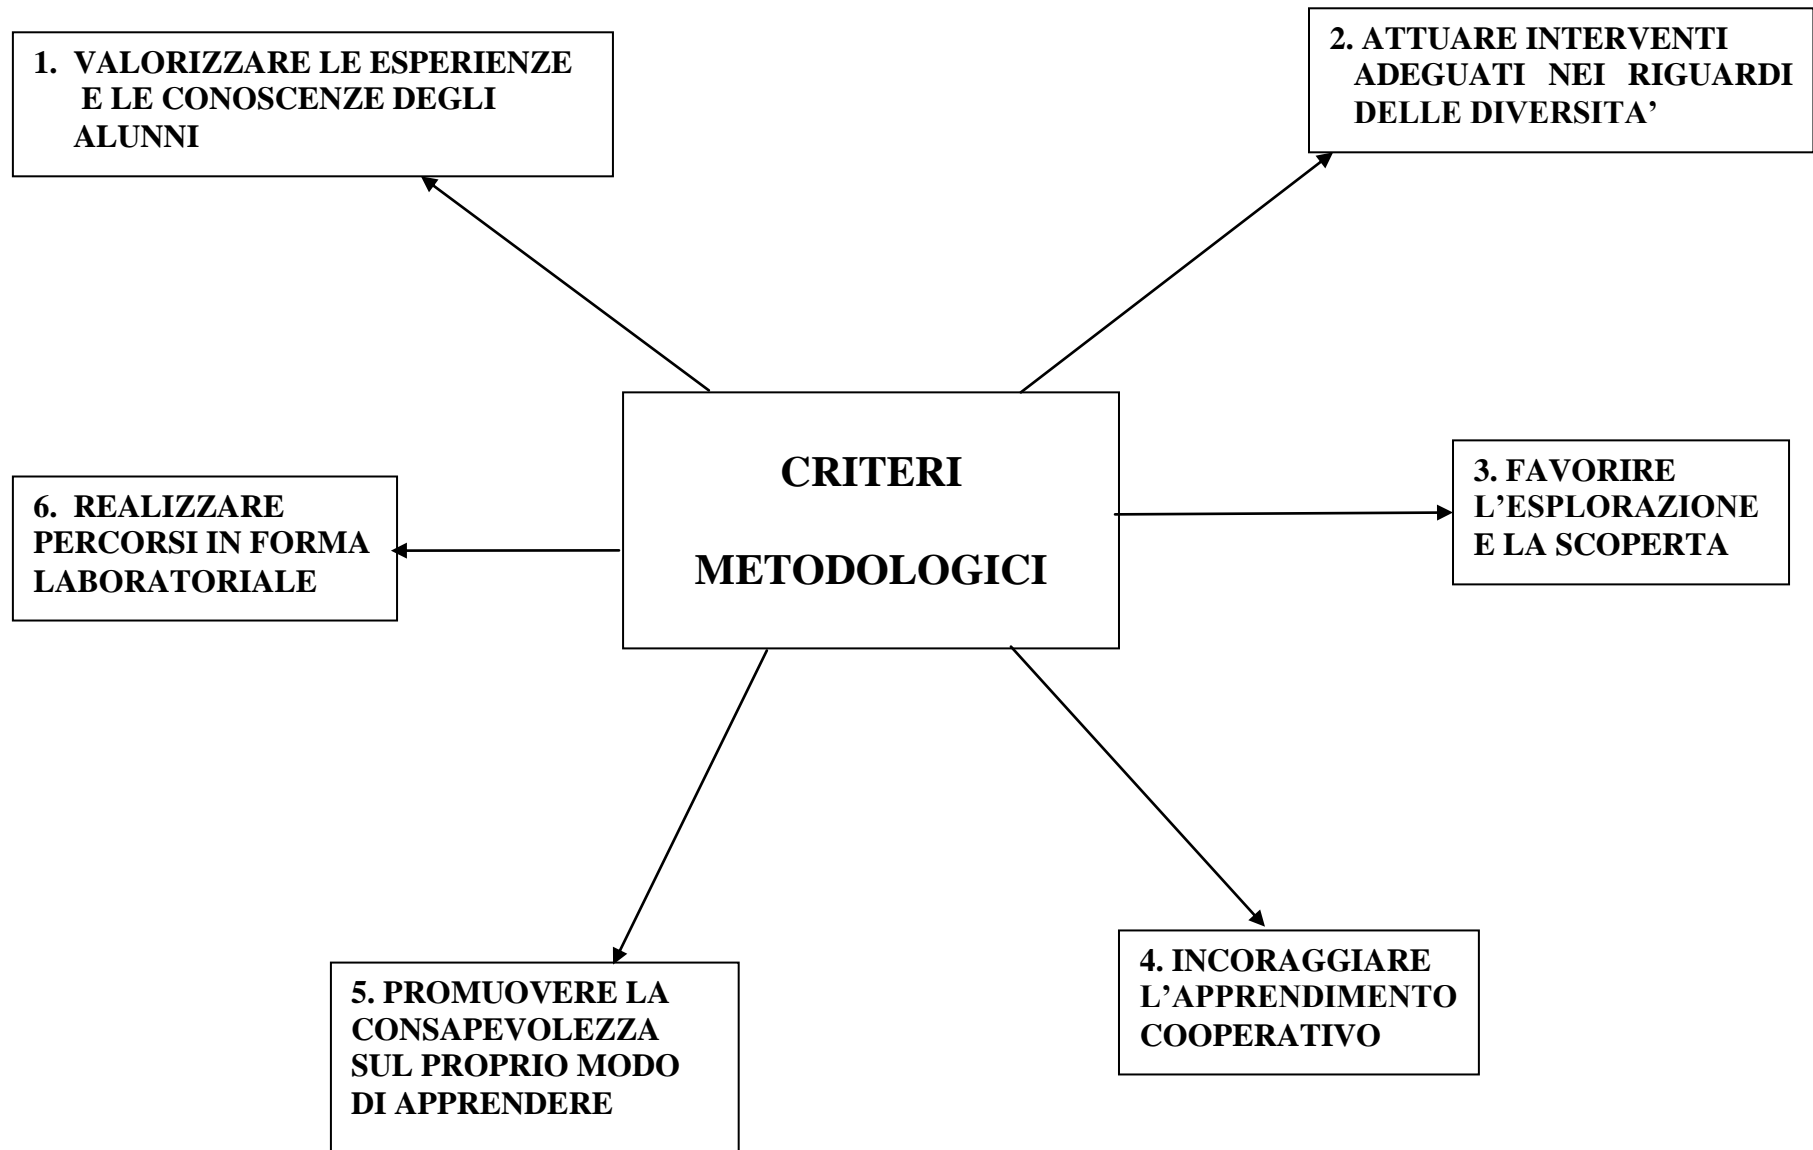 1. VALORIZZARE LE ESPERIENZE
E LE CONOSCENZE DEGLI
ALUNNI
2. ATTUARE INTERVENTI
ADEGUATI NEI RIGUARDI
DELLE DIVERSITA’
CRITERI
METODOLOGICI
3. FAVORIRE
L’ESPLORAZIONE
E LA SCOPERTA
6. REALIZZARE
PERCORSI IN FORMA
LABORATORIALE
4. INCORAGGIARE
L’APPRENDIMENTO
COOPERATIVO
5. PROMUOVERE LA
CONSAPEVOLEZZA
SUL PROPRIO MODO
DI APPRENDERE